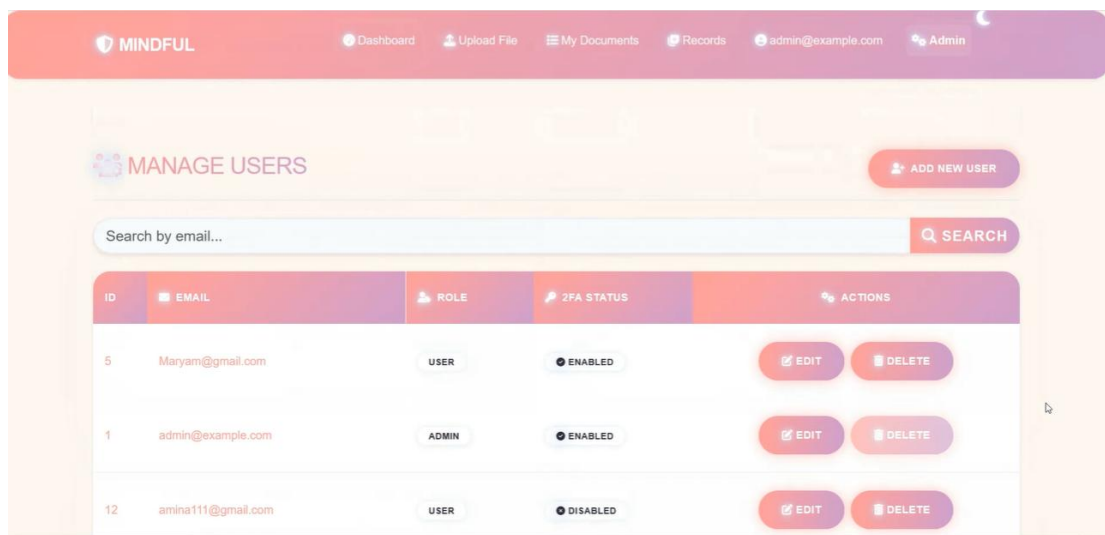 MINDFUL Dashboard Upload File My Documents Records admin@example.com Admin
MANAGE USERS ADD NEW USER
Search by email... SEARCH
ID EMAIL ROLE 2FA STATUS ACTIONS
5 Maryam@gmail.com USER ENABLED EDIT DELETE
1 admin@example.com ADMIN ENABLED EDIT DELETE
12 amina111@gmail.com USER DISABLED EDIT DELETE